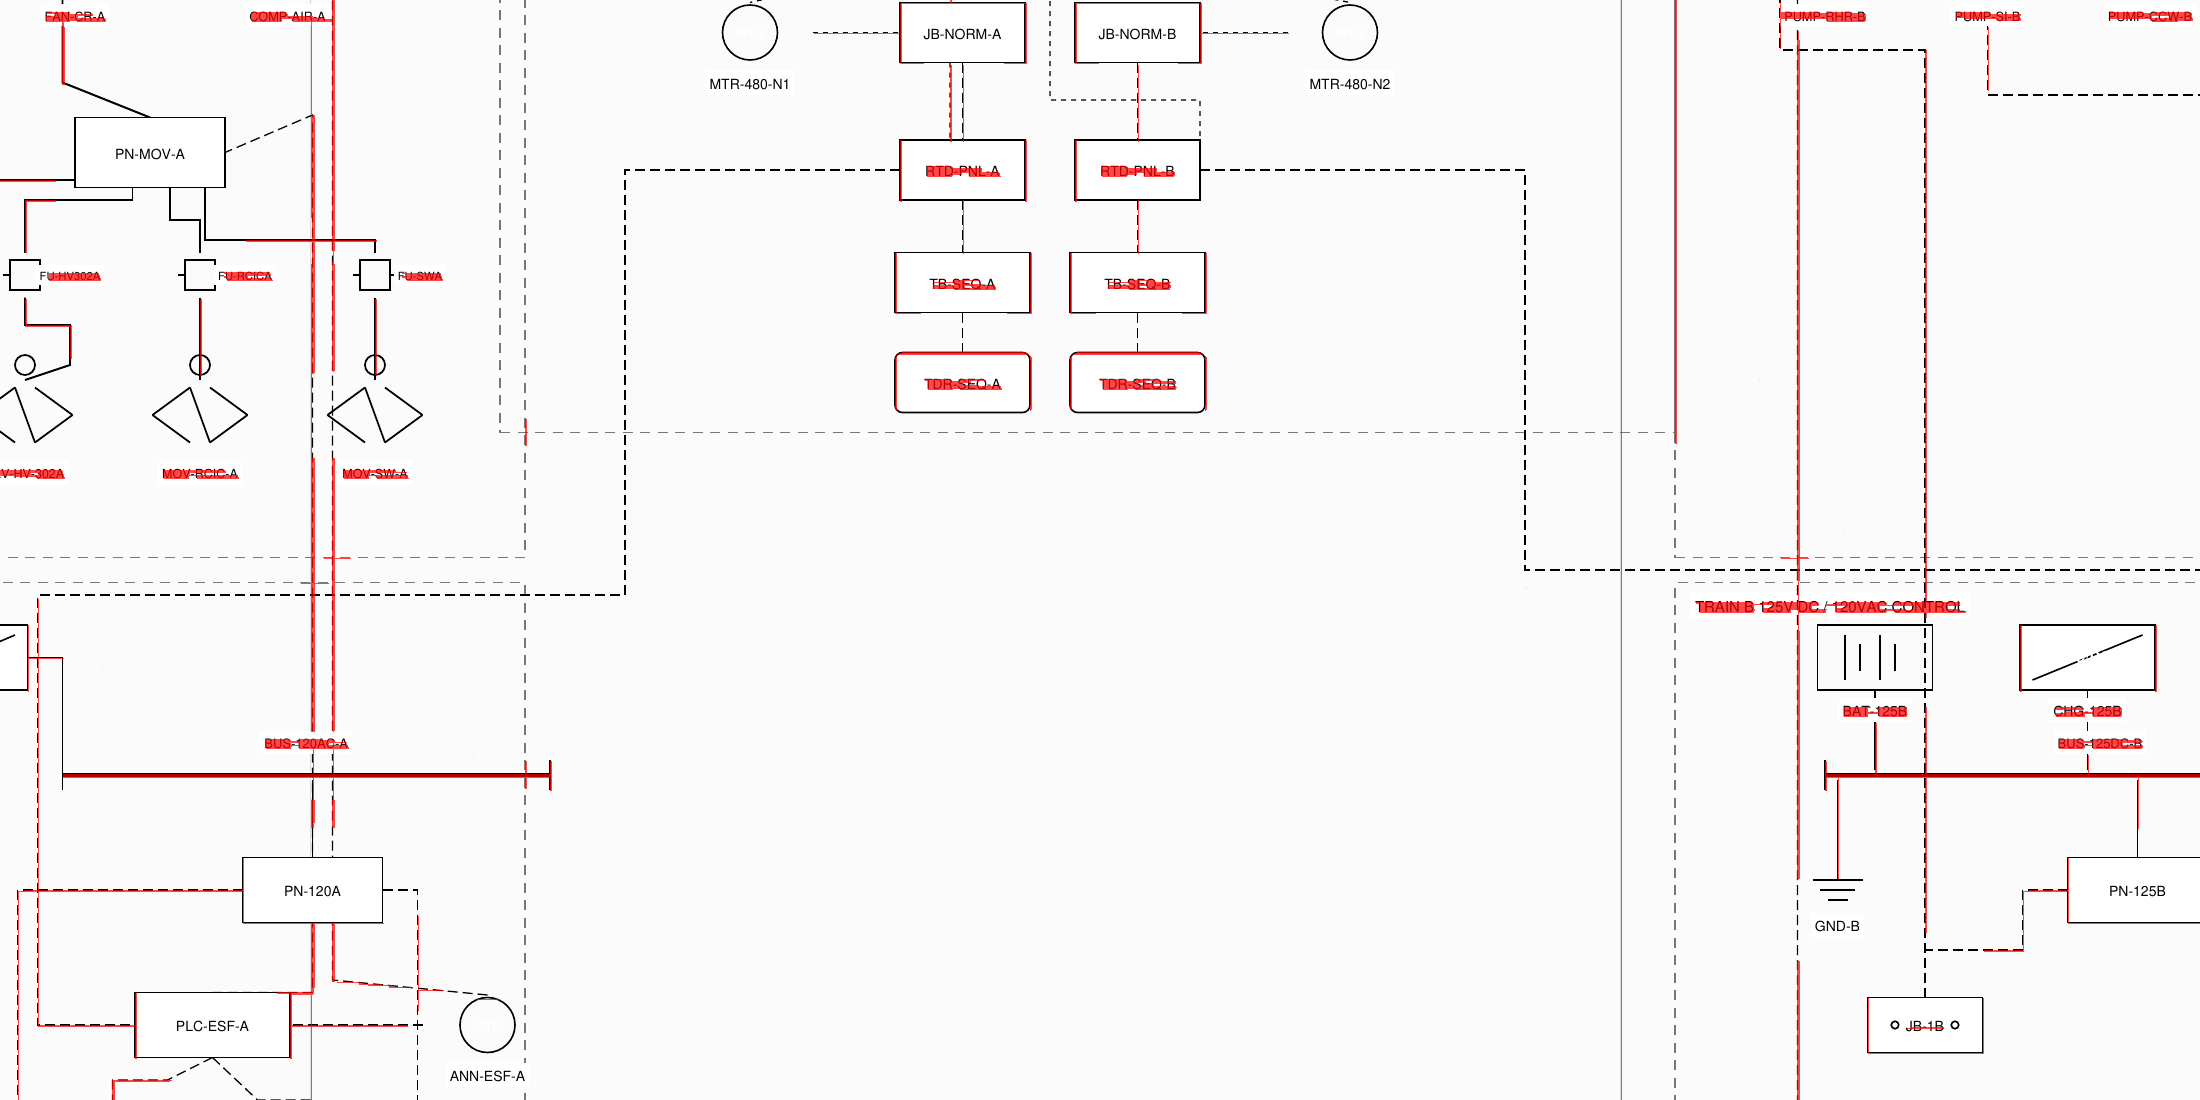 FAN-CR-A
COMP-AIR-A
PUMP-RHR-B
PUMP-SI-B
PUMP-CCW-B
JB-NORM-A
JB-NORM-B
MTR-480-N1
MTR-480-N2
PN-MOV-A
RTD-PNL-A
RTD-PNL-B
FU-HV302A
FU-RCICA
FU-SWA
TB-SEQ-A
TB-SEQ-B
TDR-SEQ-A
TDR-SEQ-B
V-HV-302A
MOV-RCIC-A
MOV-SW-A
TRAIN B 125V DC / 120VAC CONTROL
BAT-125B
CHG-125B
BUS-120AC-A
BUS-125DC-B
PN-120A
PN-125B
GND-B
PLC-ESF-A
JB-1B
ANN-ESF-A